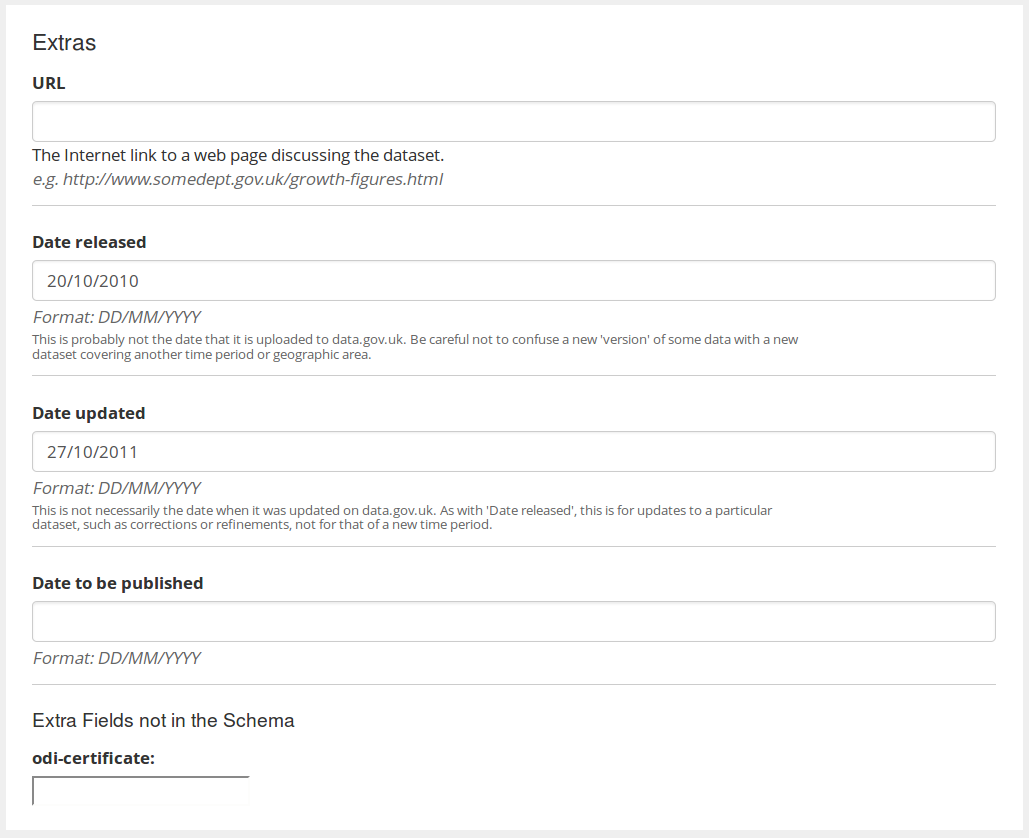 Extras
URL
The Internet link to a web page discussing the dataset.
e.g. http://www.somedept.gov.uk/growth-figures.html
Date released
20/10/2010
Format: DD/MM/YYYY
This is probably not the date that it is uploaded to data.gov.uk. Be careful not to confuse a new 'version' of some data with a new
dataset covering another time period or geographic area.
Date updated
27/10/2011
Format: DD/MM/YYYY
This is not necessarily the date when it was updated on data.gov.uk. As with 'Date released', this is for updates to a particular
dataset, such as corrections or refinements, not for that of a new time period.
Date to be published
Format: DD/MM/YYYY
Extra Fields not in the Schema
odi-certificate: